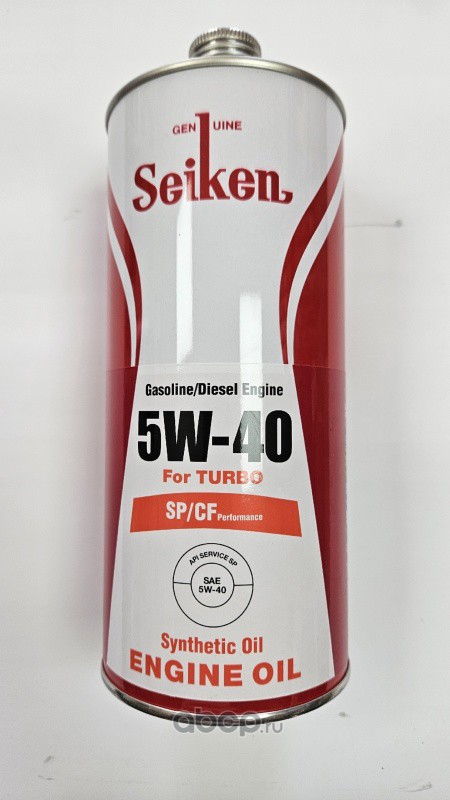 GENUINE
Seiken
Gasoline/Diesel Engine
5W-40
For TURBO
SP/CF Performance
API SERVICE SP
SAE
5W-40
Synthetic Oil
ENGINE OIL
abcp.ru